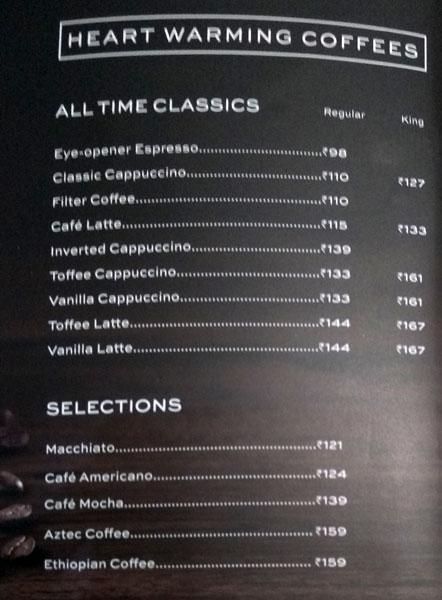 HEART WARMING COFFEES
ALL TIME CLASSICS Regular King
Eye-opener Espresso..............................₹98
Classic Cappuccino..............................₹110 ₹127
Filter Coffee..............................₹110
Café Latte..............................₹115 ₹133
Inverted Cappuccino..............................₹139
Toffee Cappuccino..............................₹133 ₹161
Vanilla Cappuccino..............................₹133 ₹161
Toffee Latte..............................₹144 ₹167
Vanilla Latte..............................₹144 ₹167
SELECTIONS
Macchiato..............................₹121
Café Americano..............................₹124
Café Mocha..............................₹139
Aztec Coffee..............................₹159
Ethiopian Coffee..............................₹159